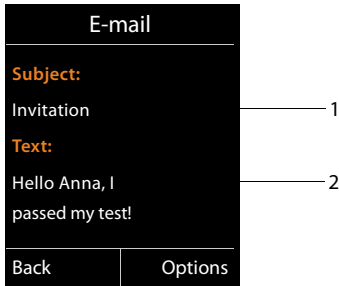 E-mail
Subject:
Invitation 1
Text:
Hello Anna, I 2
passed my test!
Back Options